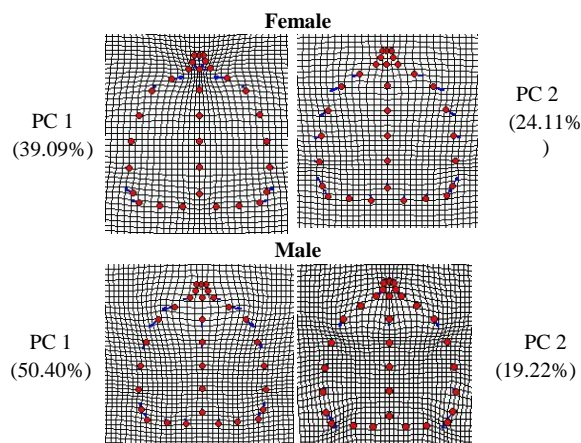 Female
PC 1
(39.09%)
PC 2
(24.11%
)
Male
PC 1
(50.40%)
PC 2
(19.22%)